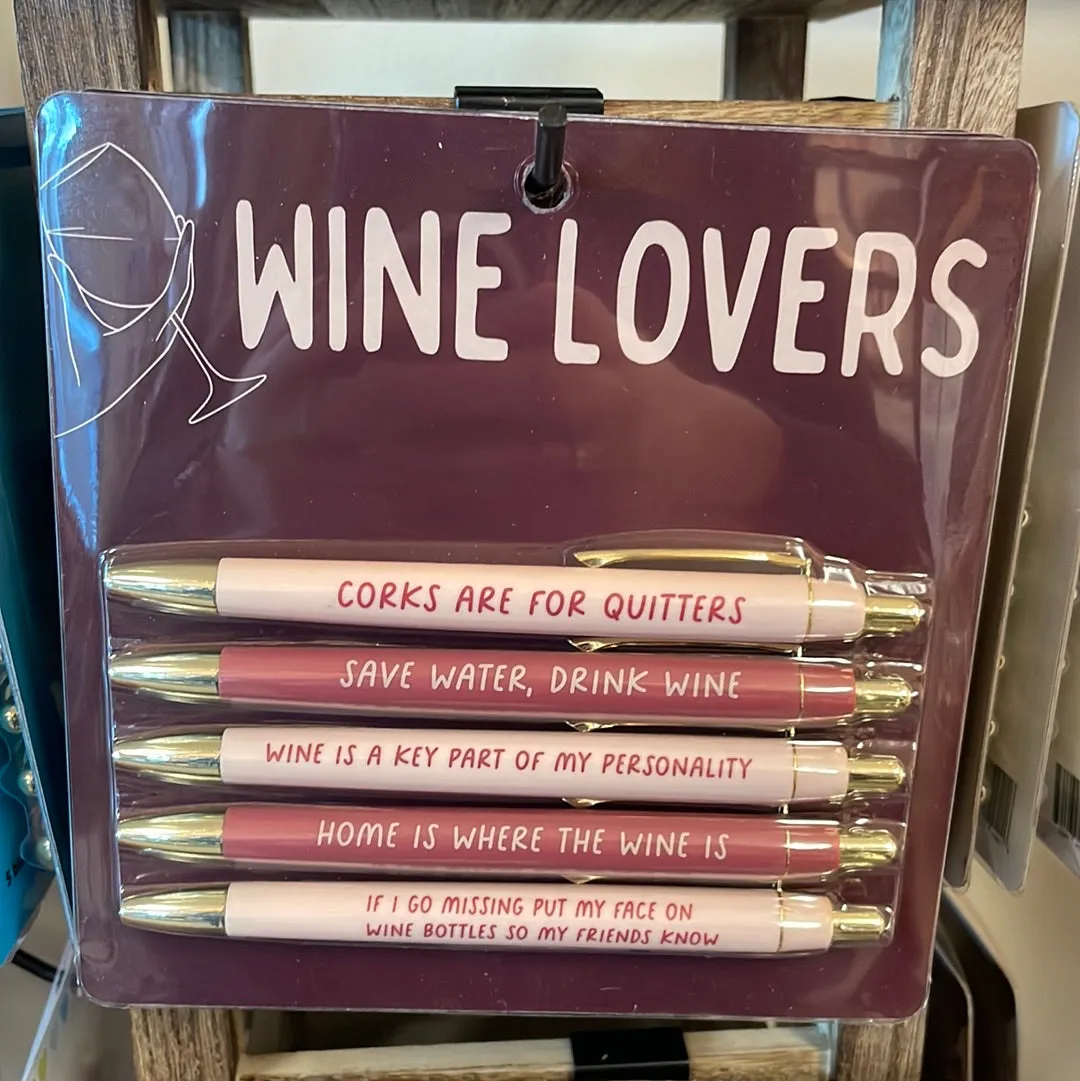 WINE LOVERS
CORKS ARE FOR QUITTERS
SAVE WATER, DRINK WINE
WINE IS A KEY PART OF MY PERSONALITY
HOME IS WHERE THE WINE IS
IF I GO MISSING PUT MY FACE ON
WINE BOTTLES SO MY FRIENDS KNOW